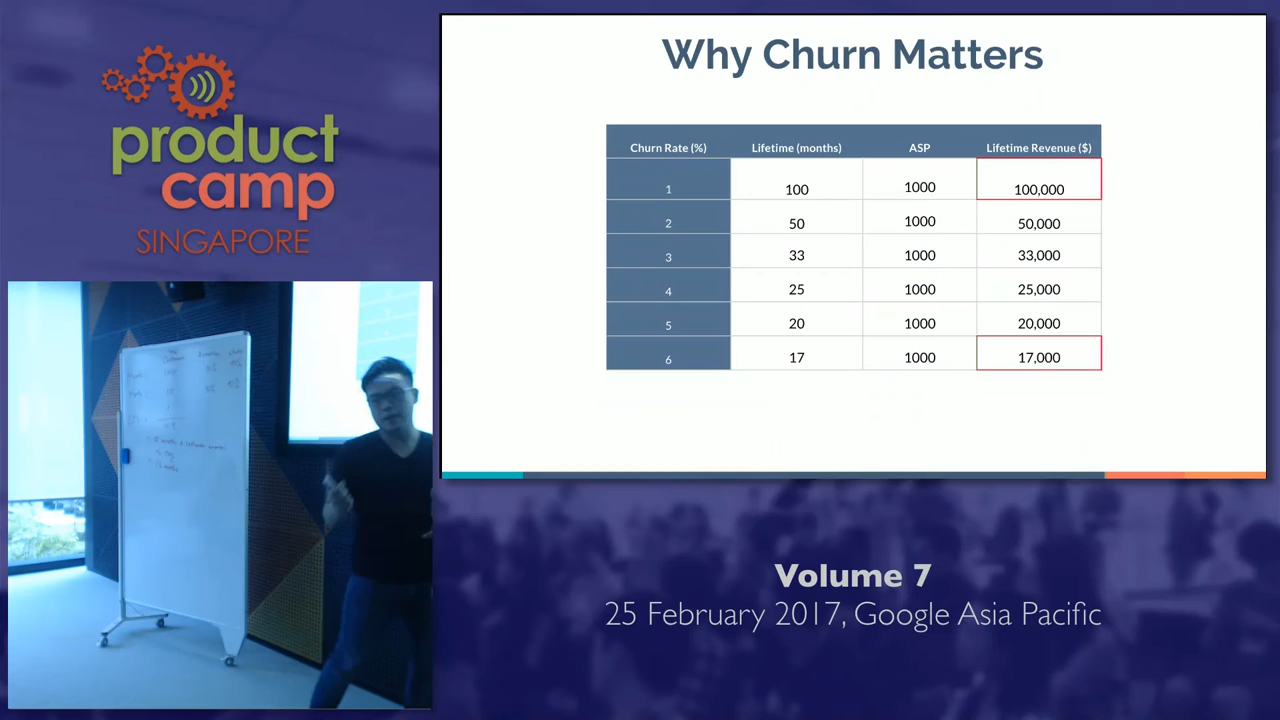 product
camp
SINGAPORE
Why Churn Matters
Churn Rate (%) Lifetime (months) ASP Lifetime Revenue ($)
1 100 1000 100,000
2 50 1000 50,000
3 33 1000 33,000
4 25 1000 25,000
5 20 1000 20,000
6 17 1000 17,000
Volume 7
25 February 2017, Google Asia Pacific